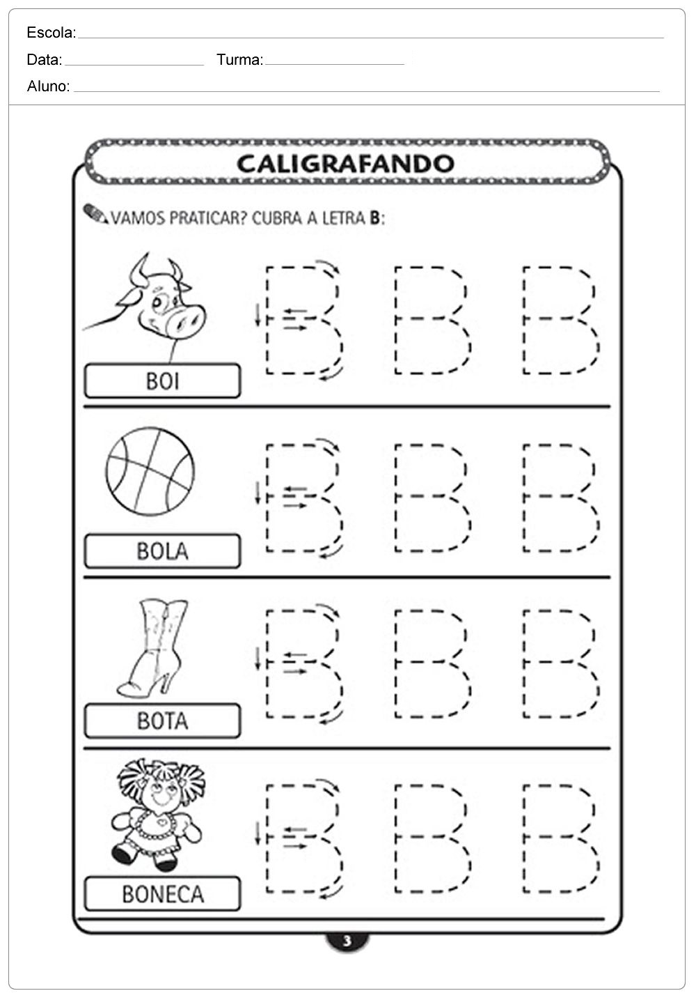 Escola:
Data: Turma:
Aluno:
CALIGRAFANDO
VAMOS PRATICAR? CUBRA A LETRA B:
B B B
BOI
B B B
BOLA
B B B
BOTA
B B B
BONECA
3